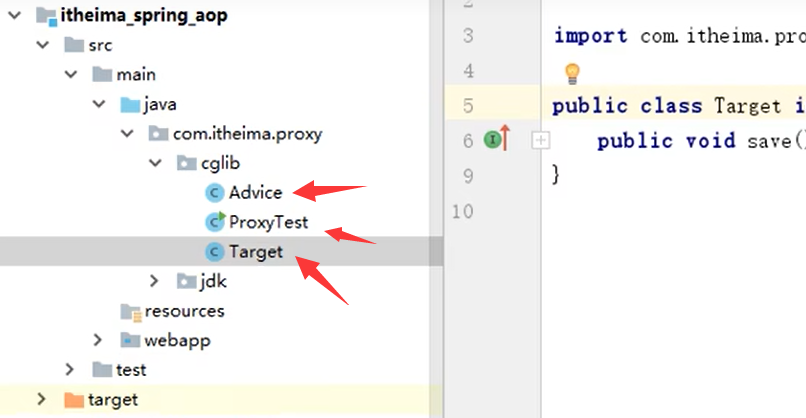 itheima_spring_aop
src
main
java
com.itheima.proxy
cglib
Advice
ProxyTest
Target
jdk
resources
webapp
test
target
3 import com.itheima.pro
4
5 public class Target i
6 public void save()
9 }
10